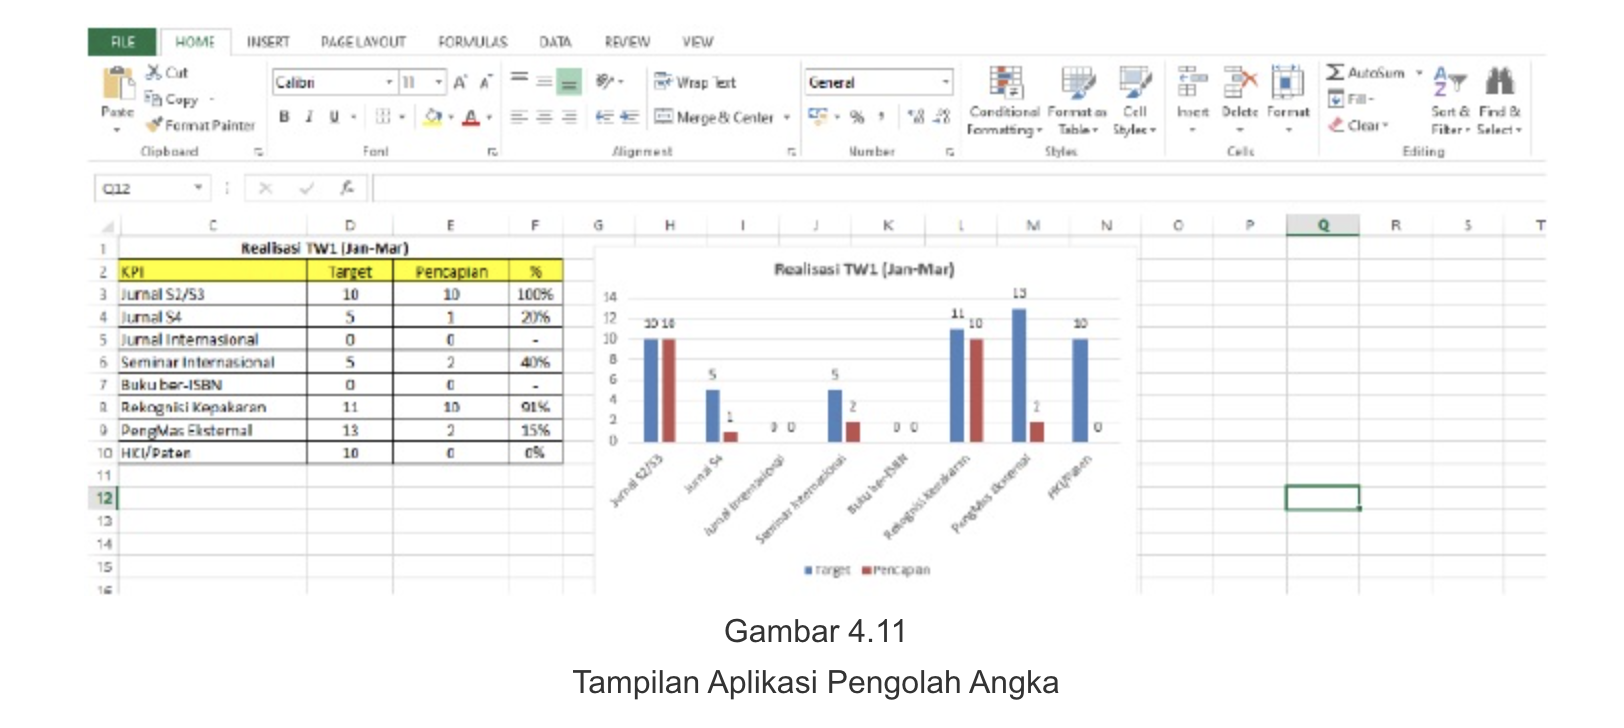 FILE HOME INSERT PAGE LAYOUT FORMULAS DATA REVIEW VIEW
Cut
Copy
Format Painter
Paste
Clipboard
Calibri 11 A A
B I U A
Font
Wrap Text
Merge & Center
Alignment
General
%
Number
Conditional Formatting
Format as Table
Cell Styles
Styles
Insert Delete Format
Cells
AutoSum
Fill
Clear
Sort & Filter
Find & Select
Editing
Q12 fx
C D E F G H I J K L M N O P Q R S T
1 Realisasi TW1 (Jan-Mar)
2 KPI Target Pencapian %
3 Jurnal S2/S3 10 10 100%
4 Jurnal S4 5 1 20%
5 Jurnal Internasional 0 0 -
6 Seminar Internasional 5 2 40%
7 Buku ber-ISBN 0 0 -
8 Rekognisi Kepakaran 11 10 91%
9 PengMas Eksternal 13 2 15%
10 HKI/Paten 10 0 0%
11
12
13
14
15
16
Realisasi TW1 (Jan-Mar)
14
12
10
8
6
4
2
0
10 10 5 1 0 0 5 2 0 0 11 10 13 2 10 0
Jurnal S2/S3
Jurnal S4
Jurnal Internasional
Seminar Internasional
Buku ber-ISBN
Rekognisi Kepakaran
PengMas Eksternal
HKI/Paten
Target Pencapian
Gambar 4.11
Tampilan Aplikasi Pengolah Angka